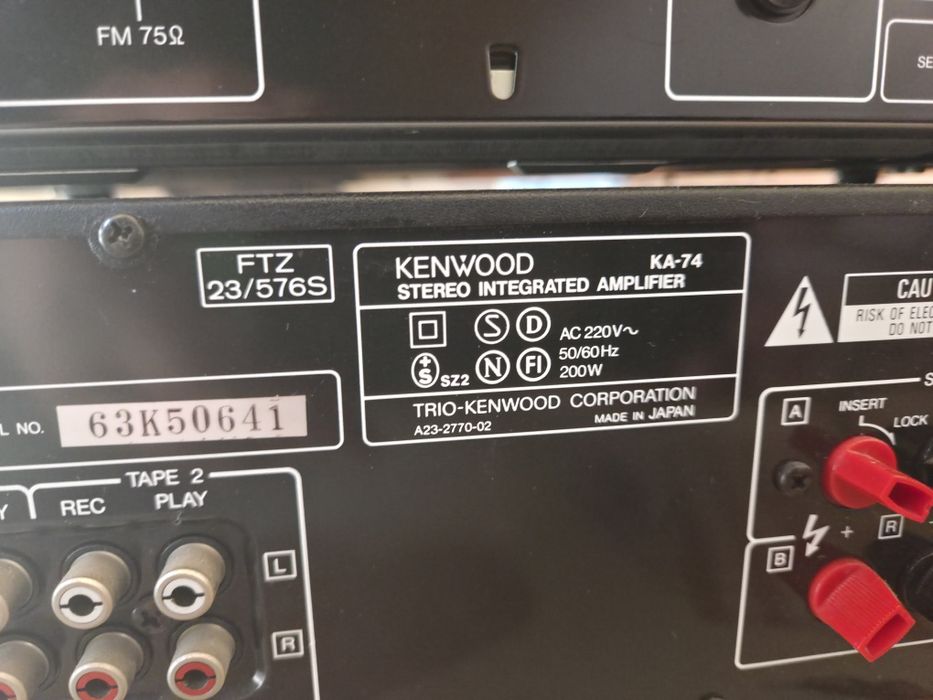 FM 75Ω
SE
FTZ
23/576S
KENWOOD KA-74
STEREO INTEGRATED AMPLIFIER
S D
AC 220V~
+S SZ2 N FI
50/60Hz
200W
TRIO-KENWOOD CORPORATION
A23-2770-02 MADE IN JAPAN
CAU
RISK OF ELEC
DO NOT
L NO. 63K50641
TAPE 2
Y REC PLAY
L
R
S
A INSERT
LOCK
+ R
B